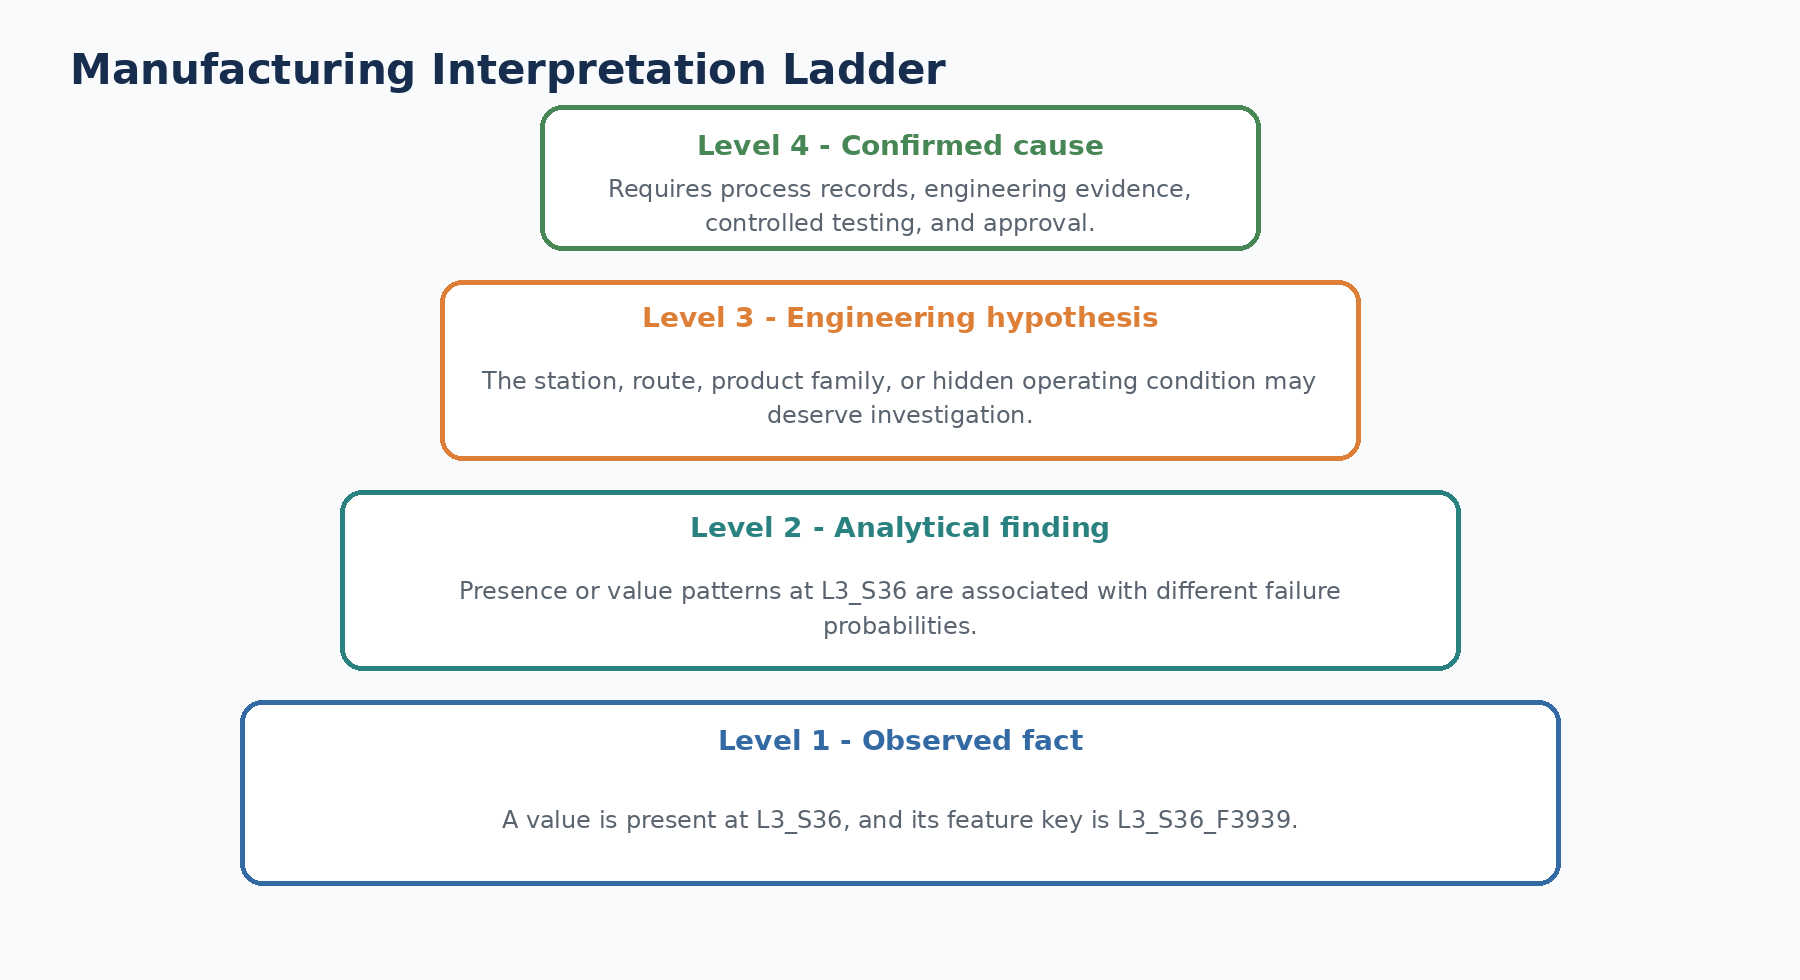 Manufacturing Interpretation Ladder
Level 4 - Confirmed cause
Requires process records, engineering evidence,
controlled testing, and approval.
Level 3 - Engineering hypothesis
The station, route, product family, or hidden operating condition may
deserve investigation.
Level 2 - Analytical finding
Presence or value patterns at L3_S36 are associated with different failure
probabilities.
Level 1 - Observed fact
A value is present at L3_S36, and its feature key is L3_S36_F3939.